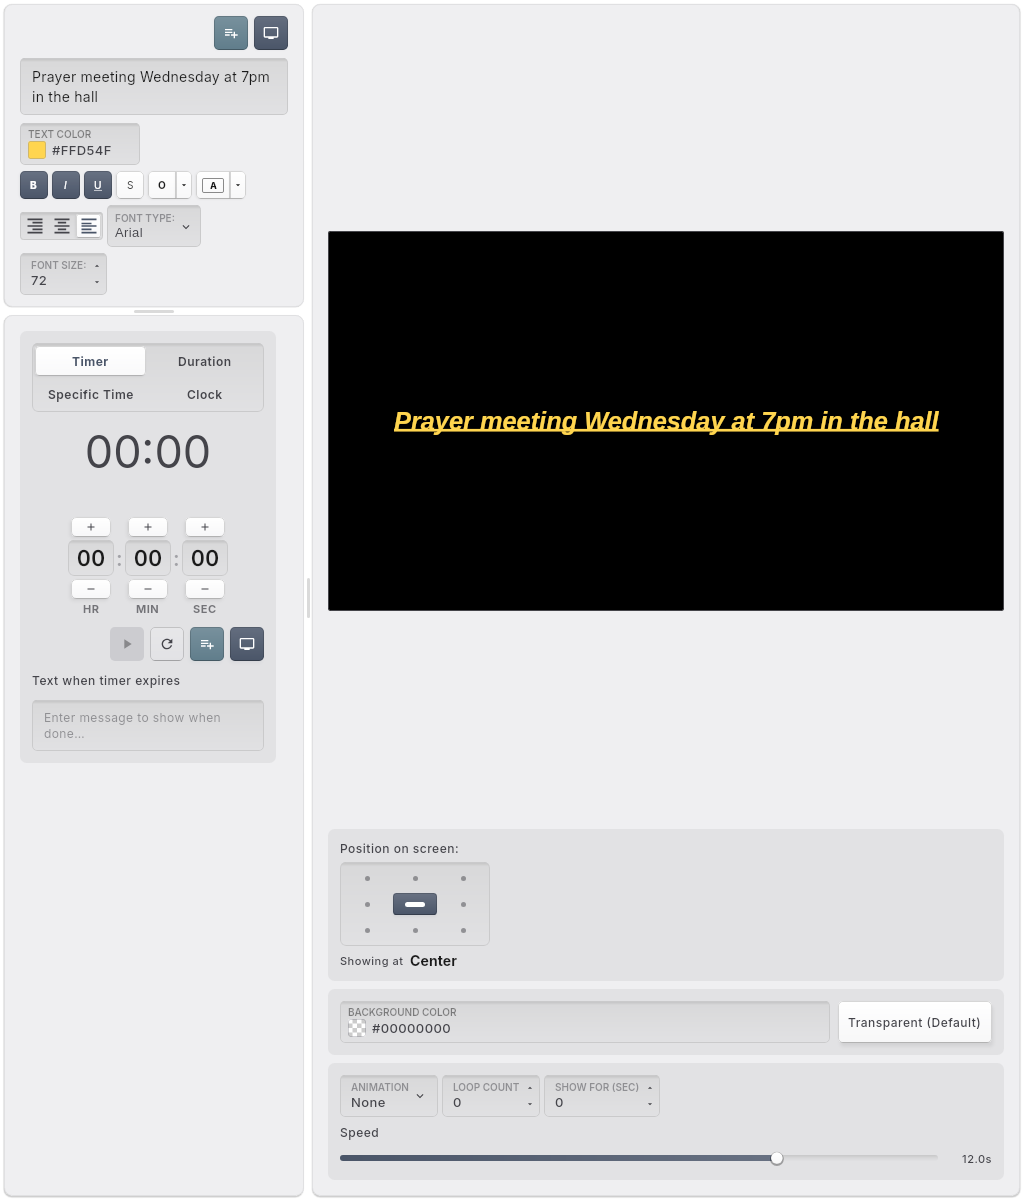 Prayer meeting Wednesday at 7pm
in the hall
TEXT COLOR
#FFD54F
B I U S O A
FONT TYPE:
Arial
FONT SIZE:
72
Timer Duration
Specific Time Clock
00:00
+ + +
00 : 00 : 00
− − −
HR MIN SEC
Text when timer expires
Enter message to show when
done...
Prayer meeting Wednesday at 7pm in the hall
Position on screen:
Showing at Center
BACKGROUND COLOR
#00000000
Transparent (Default)
ANIMATION
None
LOOP COUNT
0
SHOW FOR (SEC)
0
Speed
12.0s